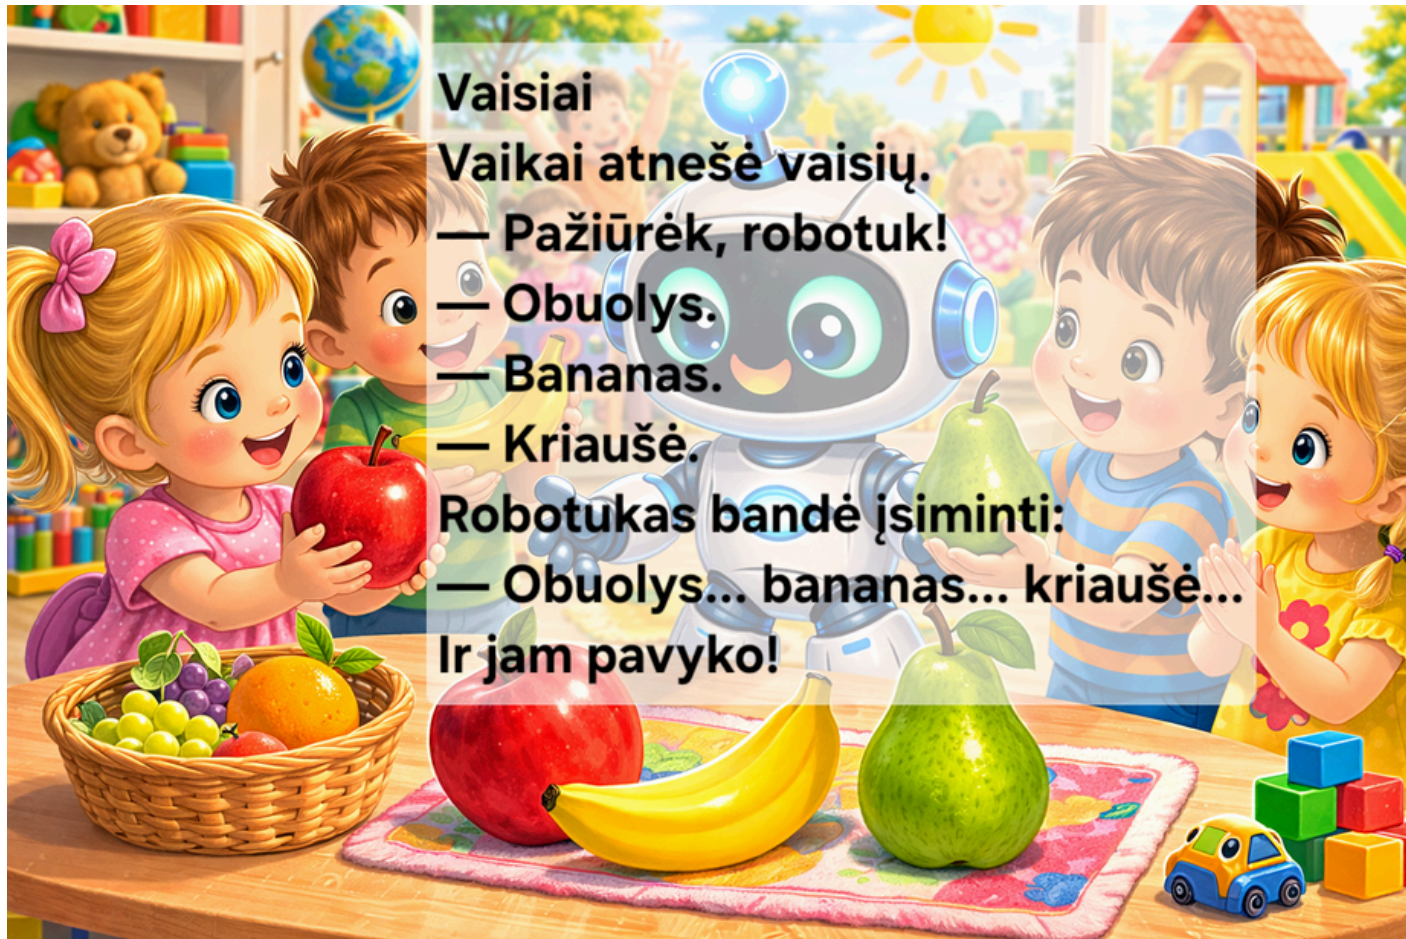 Vaisiai
Vaikai atnešė vaisių.
— Pažiūrėk, robotuk!
— Obuolys.
— Bananas.
— Kriaušė.
Robotukas bandė įsiminti:
— Obuolys... bananas... kriaušė...
Ir jam pavyko!